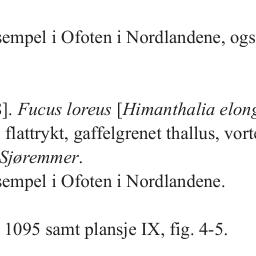 sempel i Ofoten i Nordlandene, ogs
]. Fucus loreus [Himanthalia elong
flattrykt, gaffelgrenet thallus, vorte
Sjøremmer.
sempel i Ofoten i Nordlandene.
1095 samt plansje IX, fig. 4-5.